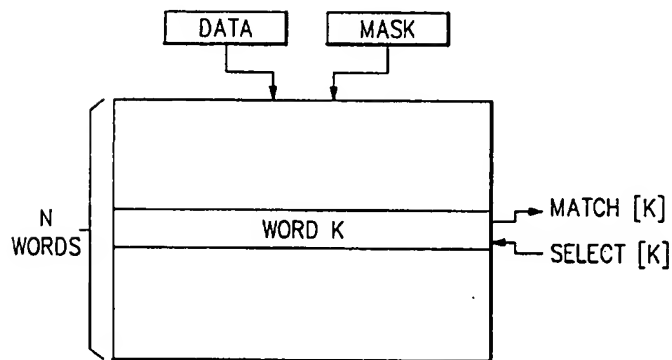 DATA
MASK
N
WORDS
WORD K
MATCH [K]
SELECT [K]